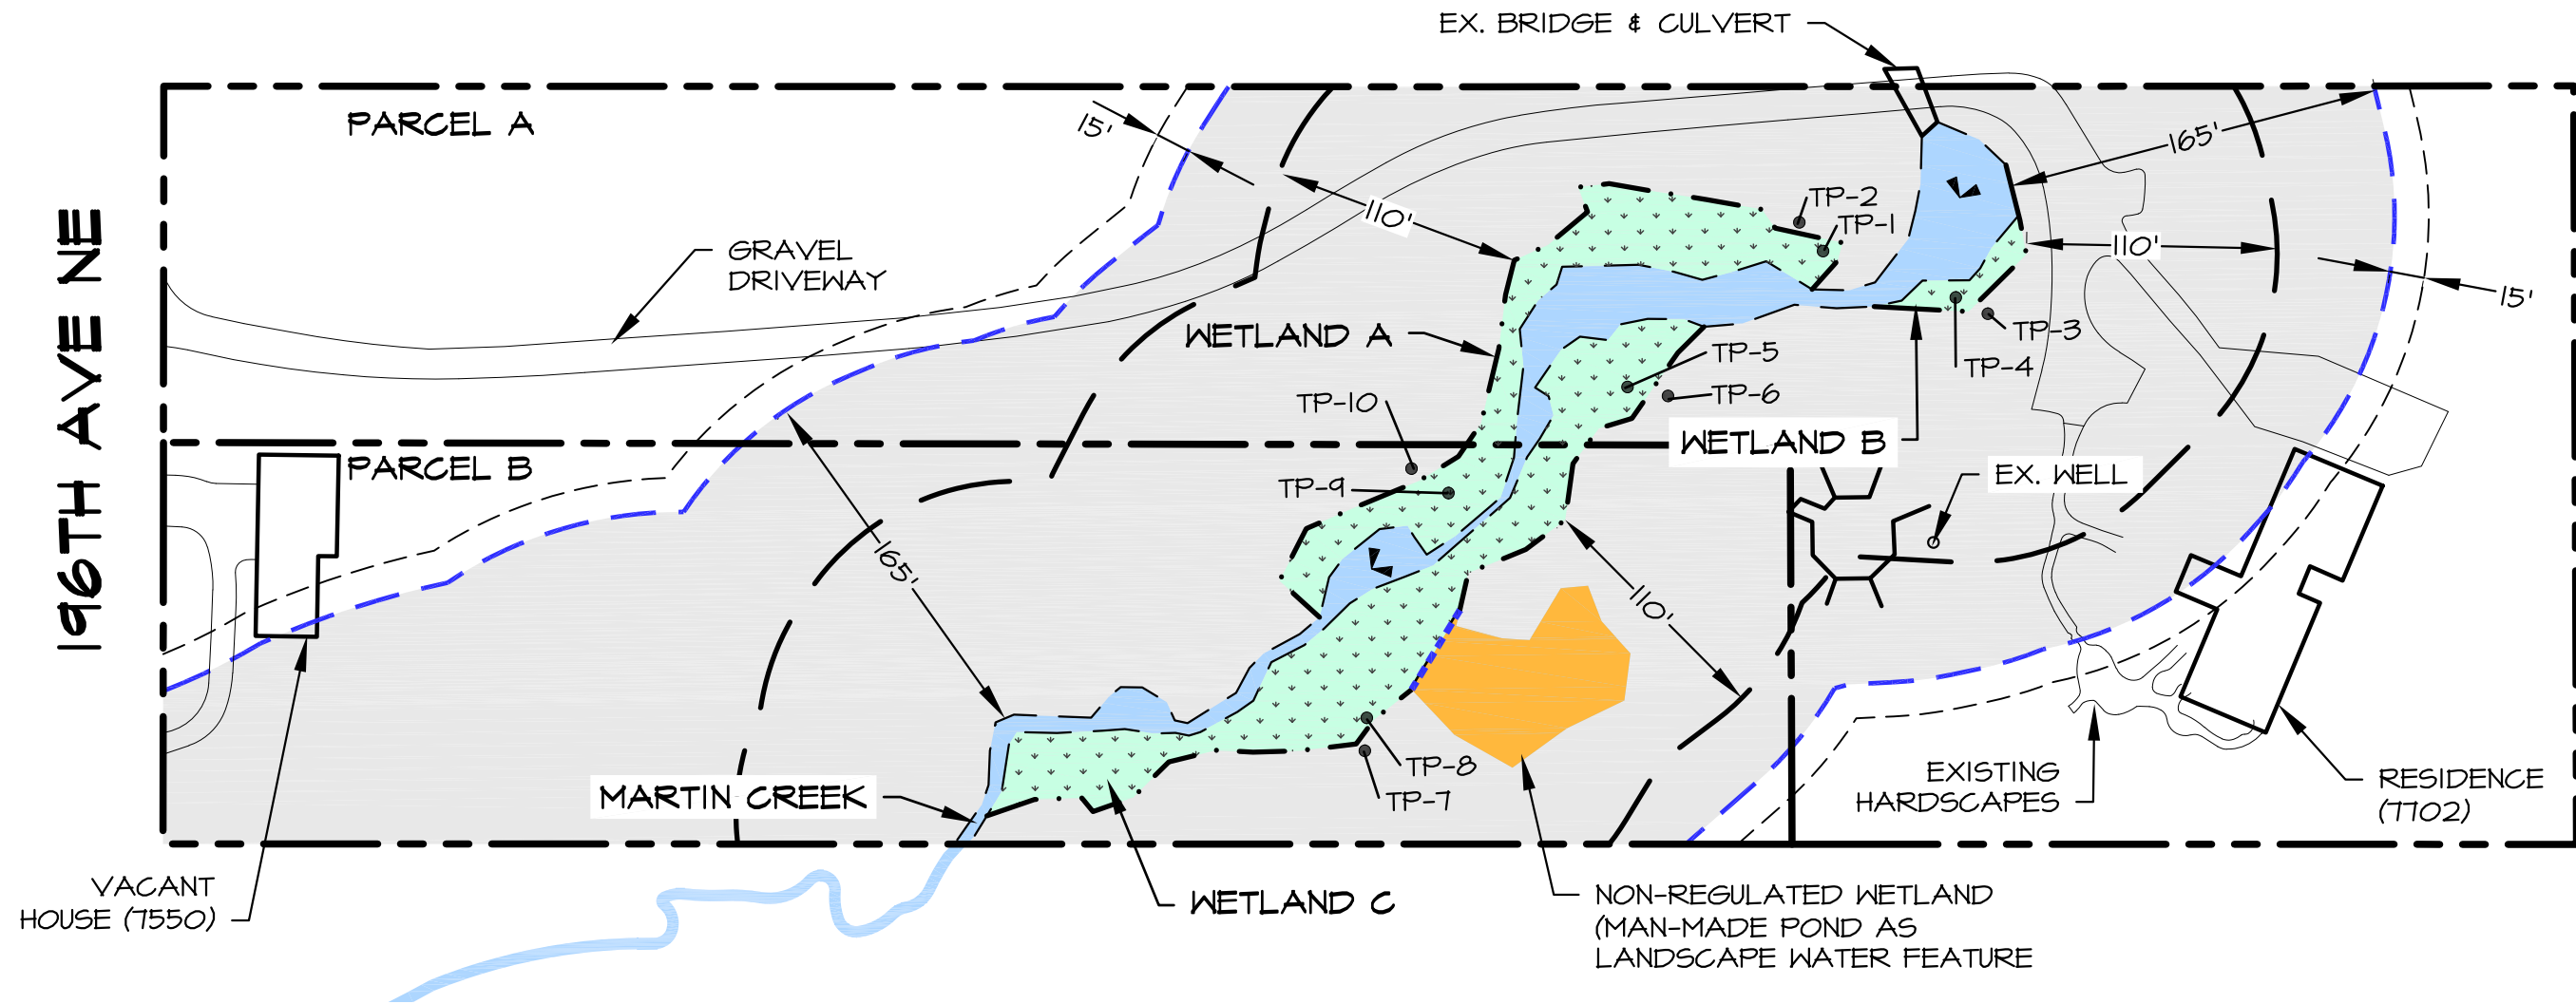 EX. BRIDGE & CULVERT
PARCEL A
15'
165'
TP-2
TP-1
110'
110'
196TH AVE NE
GRAVEL
DRIVEWAY
15'
WETLAND A
TP-3
TP-5
TP-4
TP-6
TP-10
WETLAND B
PARCEL B
EX. WELL
TP-9
165'
110'
TP-8
TP-7
MARTIN CREEK
EXISTING
HARDSCAPES
RESIDENCE
(7702)
VACANT
HOUSE (7550)
WETLAND C
NON-REGULATED WETLAND
(MAN-MADE POND AS
LANDSCAPE WATER FEATURE